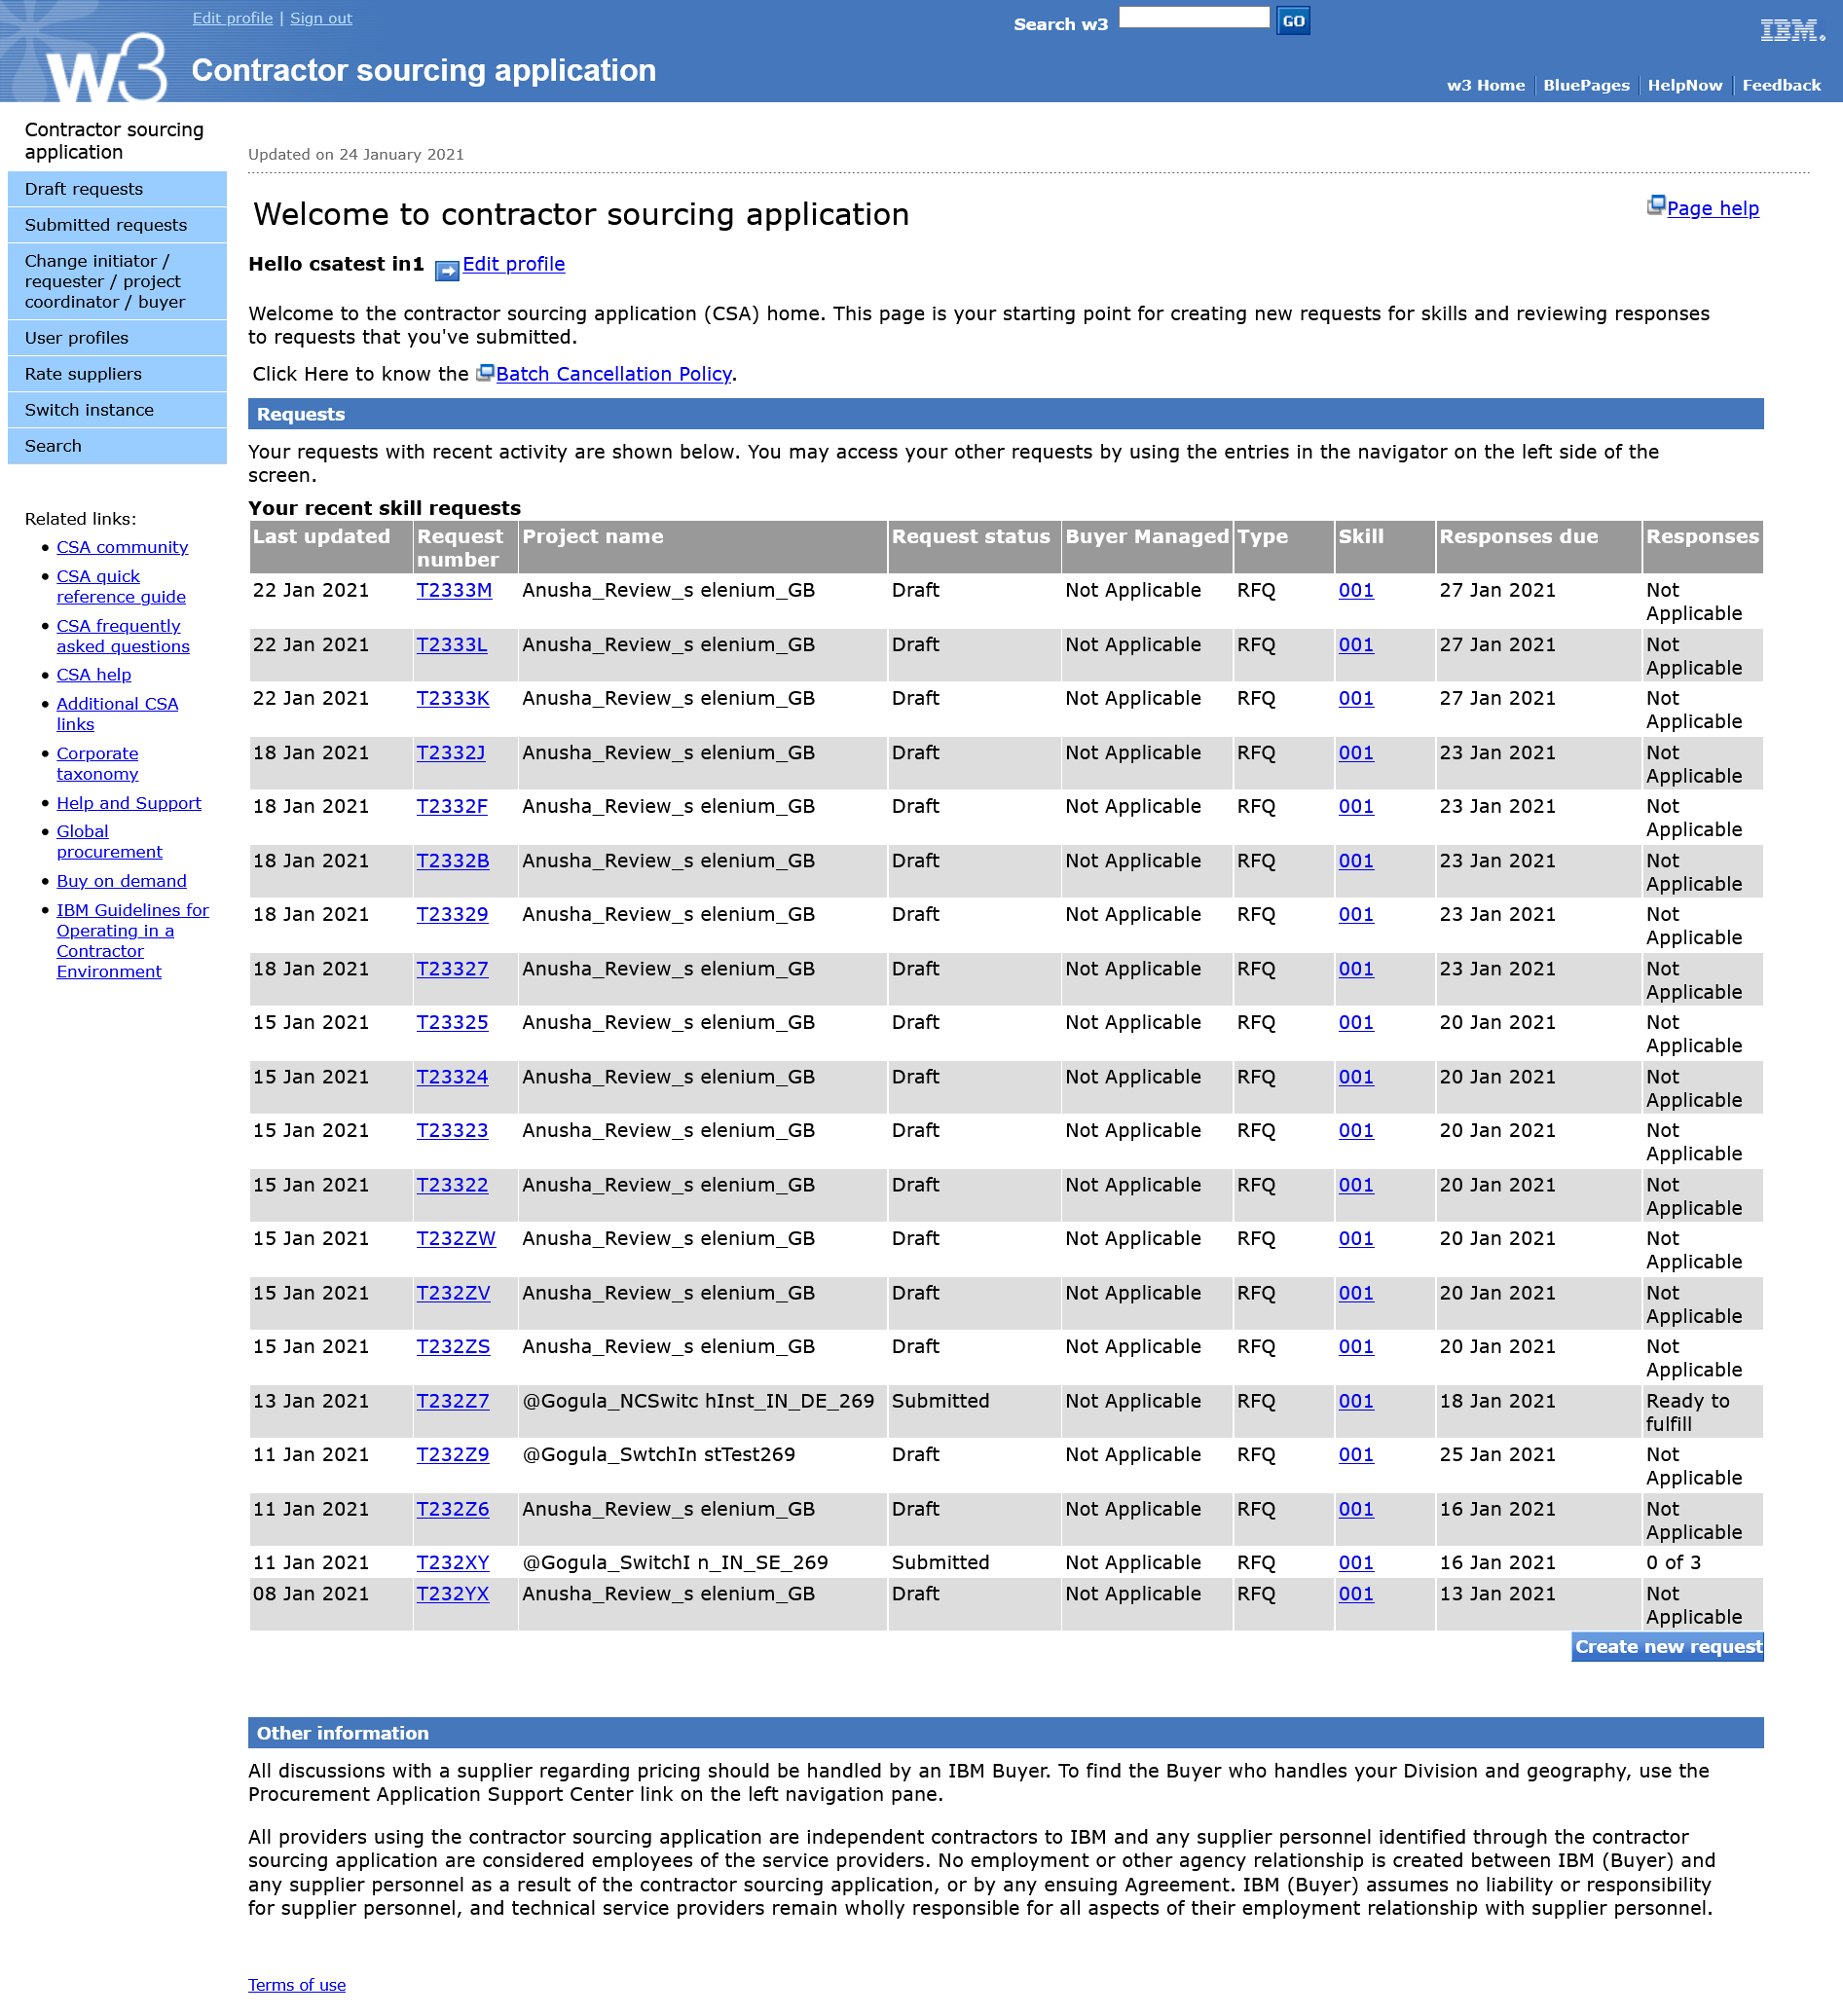 Edit profile | Sign out
Search w3 GO
IBM.
w3 Contractor sourcing application
w3 Home BluePages HelpNow Feedback
Contractor sourcing
application
Draft requests
Submitted requests
Change initiator /
requester / project
coordinator / buyer
User profiles
Rate suppliers
Switch instance
Search
Related links:
• CSA community
• CSA quick
reference guide
• CSA frequently
asked questions
• CSA help
• Additional CSA
links
• Corporate
taxonomy
• Help and Support
• Global
procurement
• Buy on demand
• IBM Guidelines for
Operating in a
Contractor
Environment
Updated on 24 January 2021
Welcome to contractor sourcing application
Page help
Hello csatest in1 Edit profile
Welcome to the contractor sourcing application (CSA) home. This page is your starting point for creating new requests for skills and reviewing responses
to requests that you've submitted.
Click Here to know the Batch Cancellation Policy.
Requests
Your requests with recent activity are shown below. You may access your other requests by using the entries in the navigator on the left side of the
screen.
Your recent skill requests
Last updated Request number Project name Request status Buyer Managed Type Skill Responses due Responses
22 Jan 2021 T2333M Anusha_Review_s elenium_GB Draft Not Applicable RFQ 001 27 Jan 2021 Not Applicable
22 Jan 2021 T2333L Anusha_Review_s elenium_GB Draft Not Applicable RFQ 001 27 Jan 2021 Not Applicable
22 Jan 2021 T2333K Anusha_Review_s elenium_GB Draft Not Applicable RFQ 001 27 Jan 2021 Not Applicable
18 Jan 2021 T2332J Anusha_Review_s elenium_GB Draft Not Applicable RFQ 001 23 Jan 2021 Not Applicable
18 Jan 2021 T2332F Anusha_Review_s elenium_GB Draft Not Applicable RFQ 001 23 Jan 2021 Not Applicable
18 Jan 2021 T2332B Anusha_Review_s elenium_GB Draft Not Applicable RFQ 001 23 Jan 2021 Not Applicable
18 Jan 2021 T23329 Anusha_Review_s elenium_GB Draft Not Applicable RFQ 001 23 Jan 2021 Not Applicable
18 Jan 2021 T23327 Anusha_Review_s elenium_GB Draft Not Applicable RFQ 001 23 Jan 2021 Not Applicable
15 Jan 2021 T23325 Anusha_Review_s elenium_GB Draft Not Applicable RFQ 001 20 Jan 2021 Not Applicable
15 Jan 2021 T23324 Anusha_Review_s elenium_GB Draft Not Applicable RFQ 001 20 Jan 2021 Not Applicable
15 Jan 2021 T23323 Anusha_Review_s elenium_GB Draft Not Applicable RFQ 001 20 Jan 2021 Not Applicable
15 Jan 2021 T23322 Anusha_Review_s elenium_GB Draft Not Applicable RFQ 001 20 Jan 2021 Not Applicable
15 Jan 2021 T232ZW Anusha_Review_s elenium_GB Draft Not Applicable RFQ 001 20 Jan 2021 Not Applicable
15 Jan 2021 T232ZV Anusha_Review_s elenium_GB Draft Not Applicable RFQ 001 20 Jan 2021 Not Applicable
15 Jan 2021 T232ZS Anusha_Review_s elenium_GB Draft Not Applicable RFQ 001 20 Jan 2021 Not Applicable
13 Jan 2021 T232Z7 @Gogula_NCSwitc hInst_IN_DE_269 Submitted Not Applicable RFQ 001 18 Jan 2021 Ready to fulfill
11 Jan 2021 T232Z9 @Gogula_SwtchIn stTest269 Draft Not Applicable RFQ 001 25 Jan 2021 Not Applicable
11 Jan 2021 T232Z6 Anusha_Review_s elenium_GB Draft Not Applicable RFQ 001 16 Jan 2021 Not Applicable
11 Jan 2021 T232XY @Gogula_SwitchI n_IN_SE_269 Submitted Not Applicable RFQ 001 16 Jan 2021 0 of 3
08 Jan 2021 T232YX Anusha_Review_s elenium_GB Draft Not Applicable RFQ 001 13 Jan 2021 Not Applicable
Create new request
Other information
All discussions with a supplier regarding pricing should be handled by an IBM Buyer. To find the Buyer who handles your Division and geography, use the
Procurement Application Support Center link on the left navigation pane.
All providers using the contractor sourcing application are independent contractors to IBM and any supplier personnel identified through the contractor
sourcing application are considered employees of the service providers. No employment or other agency relationship is created between IBM (Buyer) and
any supplier personnel as a result of the contractor sourcing application, or by any ensuing Agreement. IBM (Buyer) assumes no liability or responsibility
for supplier personnel, and technical service providers remain wholly responsible for all aspects of their employment relationship with supplier personnel.
Terms of use